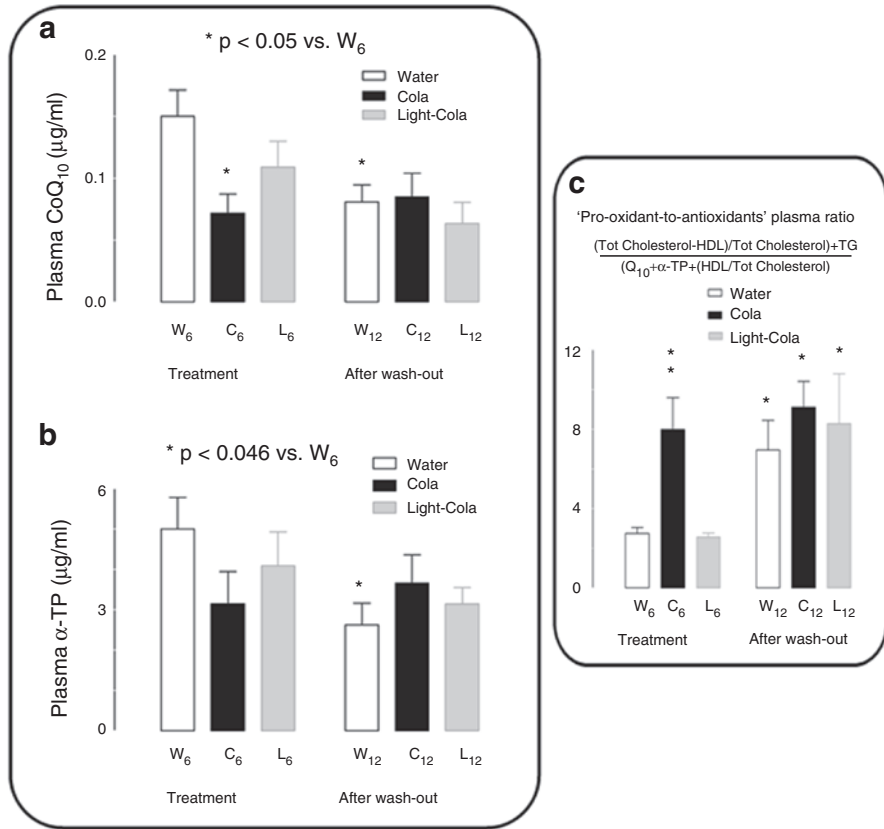 a
* p < 0.05 vs. W₆
Plasma CoQ₁₀ (µg/ml)
0.2
0.1
0.0
Water
Cola
Light-Cola
*
*
W₆ C₆ L₆ W₁₂ C₁₂ L₁₂
Treatment After wash-out
b
* p < 0.046 vs. W₆
Plasma α-TP (µg/ml)
6
3
0
Water
Cola
Light-Cola
*
W₆ C₆ L₆ W₁₂ C₁₂ L₁₂
Treatment After wash-out
c
'Pro-oxidant-to-antioxidants' plasma ratio
(Tot Cholesterol-HDL)/Tot Cholesterol)+TG
(Q₁₀+α-TP+(HDL/Tot Cholesterol)
Water
Cola
Light-Cola
12
8
4
0
*
*
*
*
*
W₆ C₆ L₆ W₁₂ C₁₂ L₁₂
Treatment After wash-out